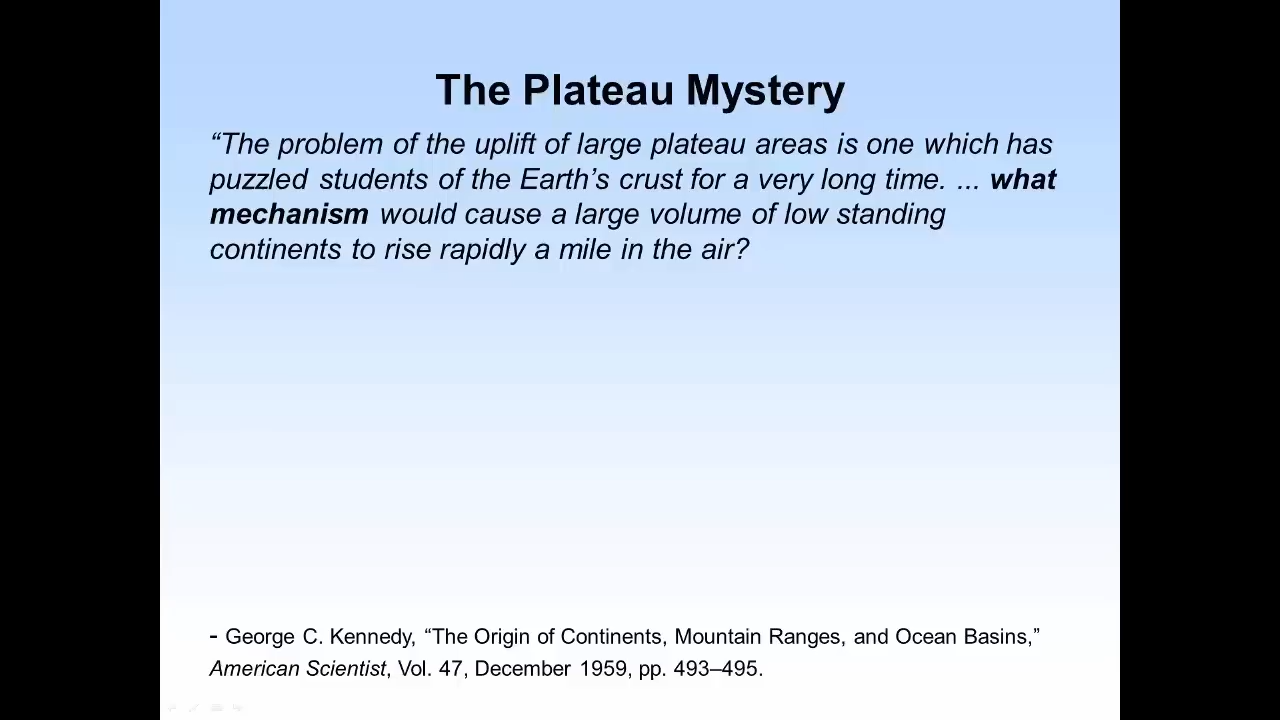 The Plateau Mystery
“The problem of the uplift of large plateau areas is one which has
puzzled students of the Earth’s crust for a very long time. ... what
mechanism would cause a large volume of low standing
continents to rise rapidly a mile in the air?
- George C. Kennedy, “The Origin of Continents, Mountain Ranges, and Ocean Basins,”
American Scientist, Vol. 47, December 1959, pp. 493–495.